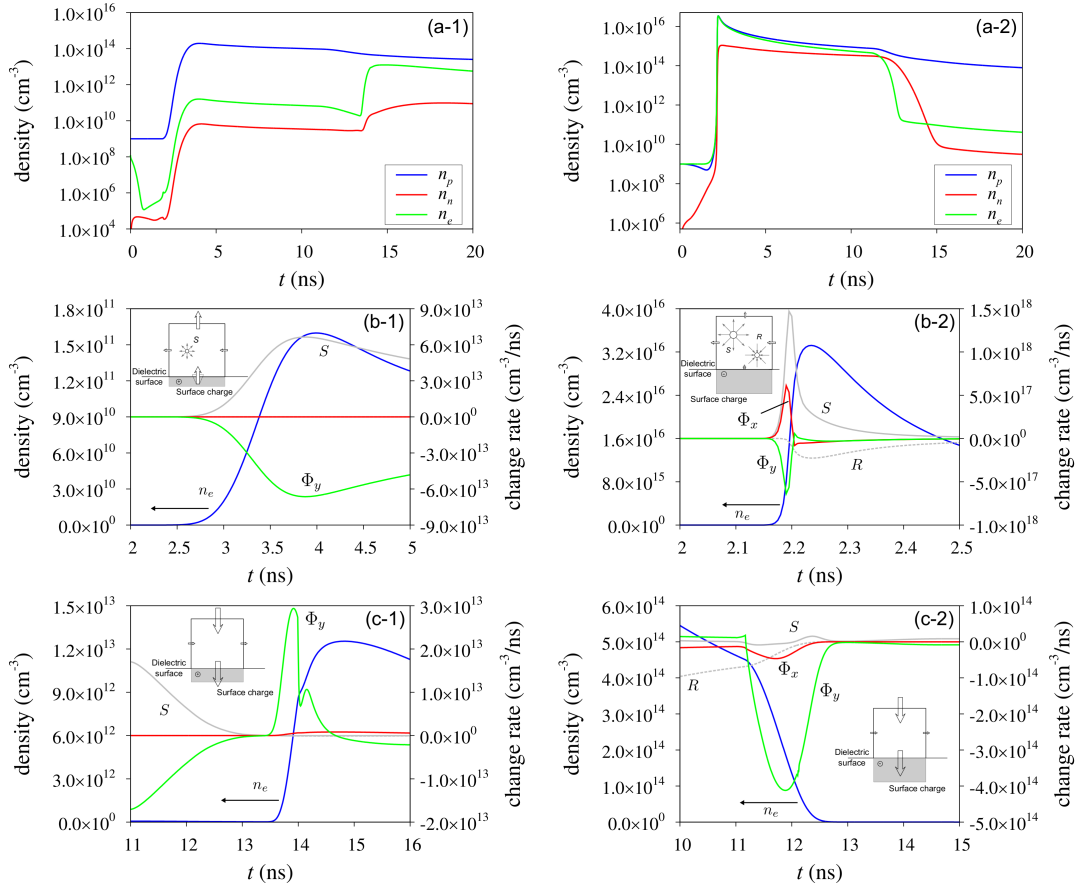 (a-1)
1.0×10^16
1.0×10^14
1.0×10^12
1.0×10^10
1.0×10^8
1.0×10^6
1.0×10^4
density (cm^-3)
n_p
n_n
n_e
0 5 10 15 20
t (ns)
(a-2)
1.0×10^16
1.0×10^14
1.0×10^12
1.0×10^10
1.0×10^8
1.0×10^6
density (cm^-3)
n_p
n_n
n_e
0 5 10 15 20
t (ns)
(b-1)
1.8×10^11
1.5×10^11
1.2×10^11
9.0×10^10
6.0×10^10
3.0×10^10
0.0×10^0
density (cm^-3)
S
Dielectric
surface
Surface charge
S
Φ_y
n_e
9.0×10^13
6.0×10^13
3.0×10^13
0.0×10^0
-3.0×10^13
-6.0×10^13
-9.0×10^13
change rate (cm^-3/ns)
2 2.5 3 3.5 4 4.5 5
t (ns)
(b-2)
4.0×10^16
3.2×10^16
2.4×10^16
1.6×10^16
8.0×10^15
0.0×10^0
density (cm^-3)
S
R
Dielectric
surface
Surface charge
Φ_x
S
Φ_y
R
n_e
1.5×10^18
1.0×10^18
5.0×10^17
0.0×10^0
-5.0×10^17
-1.0×10^18
change rate (cm^-3/ns)
2 2.1 2.2 2.3 2.4 2.5
t (ns)
(c-1)
1.5×10^13
1.2×10^13
9.0×10^12
6.0×10^12
3.0×10^12
0.0×10^0
density (cm^-3)
Φ_y
Dielectric
surface
Surface charge
S
n_e
3.0×10^13
2.0×10^13
1.0×10^13
0.0×10^0
-1.0×10^13
-2.0×10^13
change rate (cm^-3/ns)
11 12 13 14 15 16
t (ns)
(c-2)
6.0×10^14
5.0×10^14
4.0×10^14
3.0×10^14
2.0×10^14
1.0×10^14
0.0×10^0
density (cm^-3)
S
R
Φ_x
Φ_y
Dielectric
surface
Surface charge
n_e
1.0×10^14
0.0×10^0
-1.0×10^14
-2.0×10^14
-3.0×10^14
-4.0×10^14
-5.0×10^14
change rate (cm^-3/ns)
10 11 12 13 14 15
t (ns)